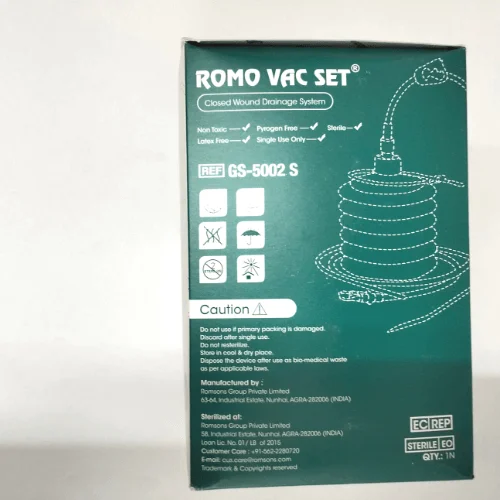 ROMO VAC SET®
Closed Wound Drainage System
Non Toxic Pyrogen Free Sterile
Latex Free Single Use Only
REF GS-5002 S
Caution
Do not use if primary packing is damaged.
Discard after single use.
Do not resterilize.
Store in cool & dry place.
Dispose the device after use as bio-medical waste
as per applicable laws.
Manufactured by :
Ramsons Group Private Limited
63-64, Industrial Estate, Nunhai, AGRA-282006 (INDIA)
Sterilized at:
Ramsons Group Private Limited
58, Industrial Estate, Nunhai, AGRA-282006 (INDIA)
Loan Lic. No. 01/ LB of 2016
Customer Care : +91-562-2280720
E-mail: cus.care@romsons.com
Trademark & Copyrights reserved
EC REP
STERILE EO
QTY.: 1N